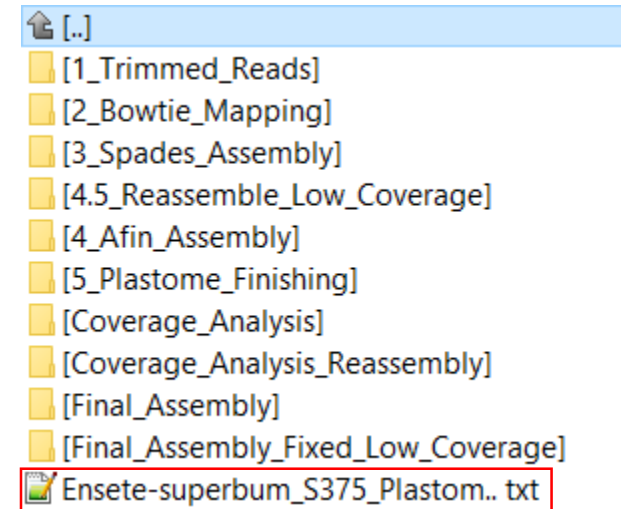 [..]
[1_Trimmed_Reads]
[2_Bowtie_Mapping]
[3_Spades_Assembly]
[4.5_Reassemble_Low_Coverage]
[4_Afin_Assembly]
[5_Plastome_Finishing]
[Coverage_Analysis]
[Coverage_Analysis_Reassembly]
[Final_Assembly]
[Final_Assembly_Fixed_Low_Coverage]
Ensete-superbum_S375_Plastom.. txt